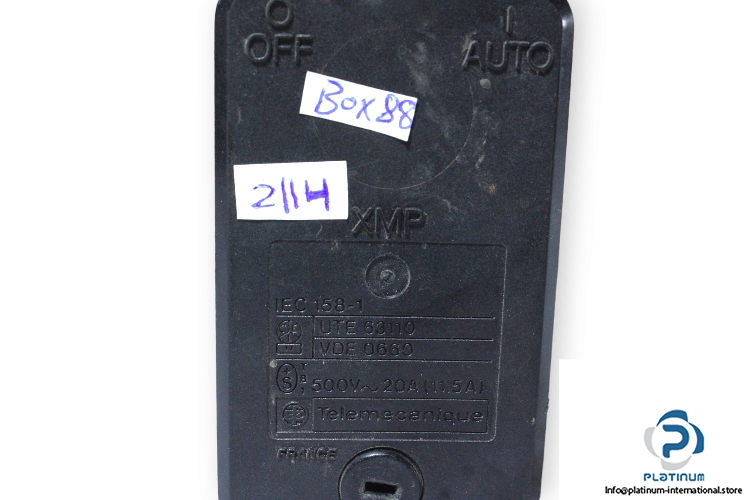 O I
OFF AUTO
BOX88
2114
XMP
IEC 158-1
UTE 63110
VDE 0660
S
500V~20A (11.5A)
Telemecanique
FRANCE
PLATINUM
Info@platinum-international.store